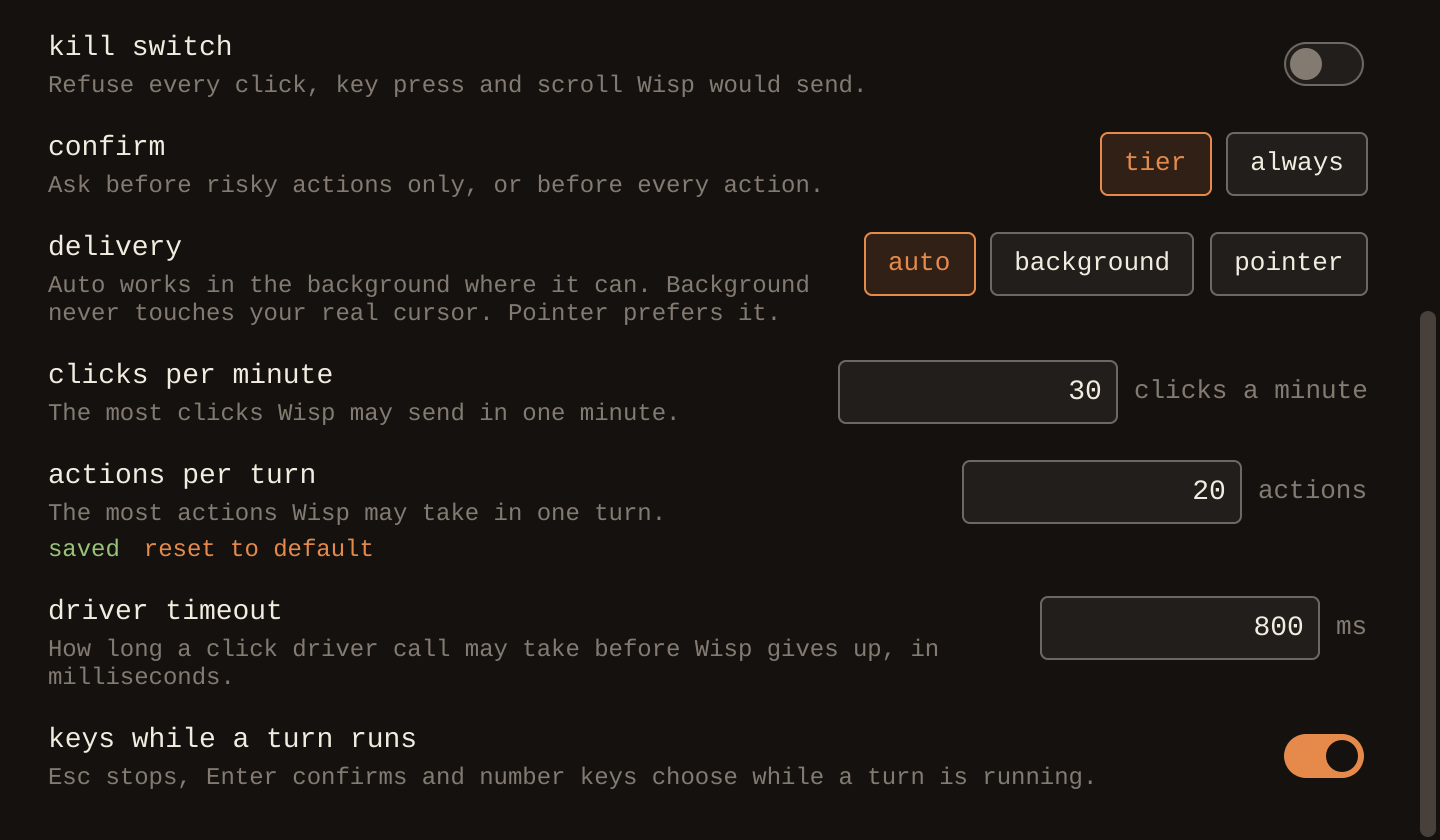 kill switch
Refuse every click, key press and scroll Wisp would send.
confirm
Ask before risky actions only, or before every action.
tier always
delivery
Auto works in the background where it can. Background
never touches your real cursor. Pointer prefers it.
auto background pointer
clicks per minute
The most clicks Wisp may send in one minute.
30 clicks a minute
actions per turn
The most actions Wisp may take in one turn.
saved reset to default
20 actions
driver timeout
How long a click driver call may take before Wisp gives up, in
milliseconds.
800 ms
keys while a turn runs
Esc stops, Enter confirms and number keys choose while a turn is running.